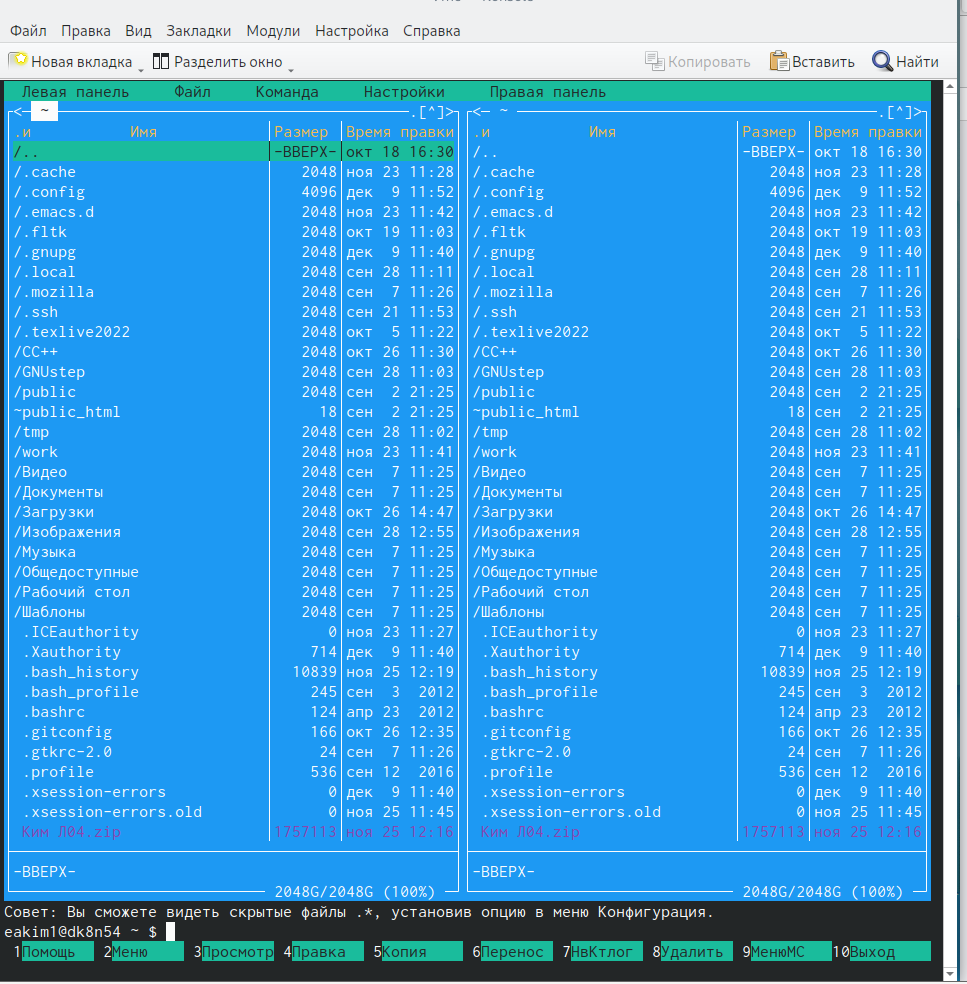 Файл Правка Вид Закладки Модули Настройка Справка
Новая вкладка Разделить окно Копировать Вставить Найти
Левая панель Файл Команда Настройки Правая панель
<─ ~ .[^]> <─ ~ .[^]>
.и Имя Размер Время правки .и Имя Размер Время правки
/.. -ВВЕРХ- окт 18 16:30 /.. -ВВЕРХ- окт 18 16:30
/.cache 2048 ноя 23 11:28 /.cache 2048 ноя 23 11:28
/.config 4096 дек 9 11:52 /.config 4096 дек 9 11:52
/.emacs.d 2048 ноя 23 11:42 /.emacs.d 2048 ноя 23 11:42
/.fltk 2048 окт 19 11:03 /.fltk 2048 окт 19 11:03
/.gnupg 2048 дек 9 11:40 /.gnupg 2048 дек 9 11:40
/.local 2048 сен 28 11:11 /.local 2048 сен 28 11:11
/.mozilla 2048 сен 7 11:26 /.mozilla 2048 сен 7 11:26
/.ssh 2048 сен 21 11:53 /.ssh 2048 сен 21 11:53
/.texlive2022 2048 окт 5 11:22 /.texlive2022 2048 окт 5 11:22
/CC++ 2048 окт 26 11:30 /CC++ 2048 окт 26 11:30
/GNUstep 2048 сен 28 11:03 /GNUstep 2048 сен 28 11:03
/public 2048 сен 2 21:25 /public 2048 сен 2 21:25
~public_html 18 сен 2 21:25 ~public_html 18 сен 2 21:25
/tmp 2048 сен 28 11:02 /tmp 2048 сен 28 11:02
/work 2048 ноя 23 11:41 /work 2048 ноя 23 11:41
/Видео 2048 сен 7 11:25 /Видео 2048 сен 7 11:25
/Документы 2048 сен 7 11:25 /Документы 2048 сен 7 11:25
/Загрузки 2048 окт 26 14:47 /Загрузки 2048 окт 26 14:47
/Изображения 2048 сен 28 12:55 /Изображения 2048 сен 28 12:55
/Музыка 2048 сен 7 11:25 /Музыка 2048 сен 7 11:25
/Общедоступные 2048 сен 7 11:25 /Общедоступные 2048 сен 7 11:25
/Рабочий стол 2048 сен 7 11:25 /Рабочий стол 2048 сен 7 11:25
/Шаблоны 2048 сен 7 11:25 /Шаблоны 2048 сен 7 11:25
.ICEauthority 0 ноя 23 11:27 .ICEauthority 0 ноя 23 11:27
.Xauthority 714 дек 9 11:40 .Xauthority 714 дек 9 11:40
.bash_history 10839 ноя 25 12:19 .bash_history 10839 ноя 25 12:19
.bash_profile 245 сен 3 2012 .bash_profile 245 сен 3 2012
.bashrc 124 апр 23 2012 .bashrc 124 апр 23 2012
.gitconfig 166 окт 26 12:35 .gitconfig 166 окт 26 12:35
.gtkrc-2.0 24 сен 7 11:26 .gtkrc-2.0 24 сен 7 11:26
.profile 536 сен 12 2016 .profile 536 сен 12 2016
.xsession-errors 0 дек 9 11:40 .xsession-errors 0 дек 9 11:40
.xsession-errors.old 0 ноя 25 11:45 .xsession-errors.old 0 ноя 25 11:45
Ким Л04.zip 1757113 ноя 25 12:16 Ким Л04.zip 1757113 ноя 25 12:16
-ВВЕРХ- -ВВЕРХ-
2048G/2048G (100%) 2048G/2048G (100%)
Совет: Вы сможете видеть скрытые файлы .*, установив опцию в меню Конфигурация.
eakim1@dk8n54 ~ $
1Помощь 2Меню 3Просмотр 4Правка 5Копия 6Перенос 7НвКтлог 8Удалить 9МенюMC 10Выход